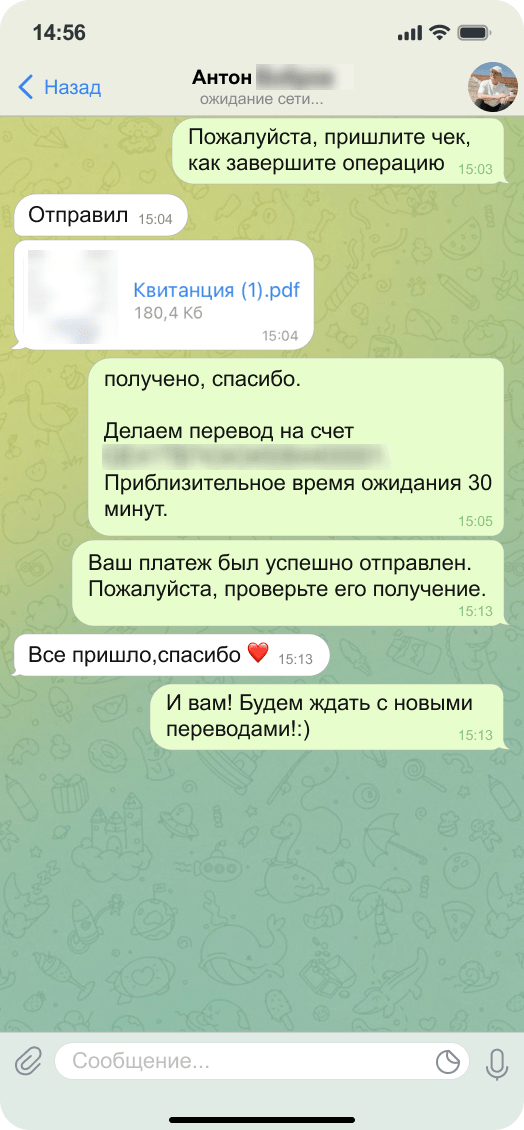 14:56
Назад
Антон
ожидание сети...
Пожалуйста, пришлите чек,
как завершите операцию 15:03
Отправил 15:04
Квитанция (1).pdf
180,4 Кб
15:04
получено, спасибо.
Делаем перевод на счет
Приблизительное время ожидания 30
минут.
15:05
Ваш платеж был успешно отправлен.
Пожалуйста, проверьте его получение.
15:13
Все пришло,спасибо ❤️ 15:13
И вам! Будем ждать с новыми
переводами!:) 15:13
Сообщение...